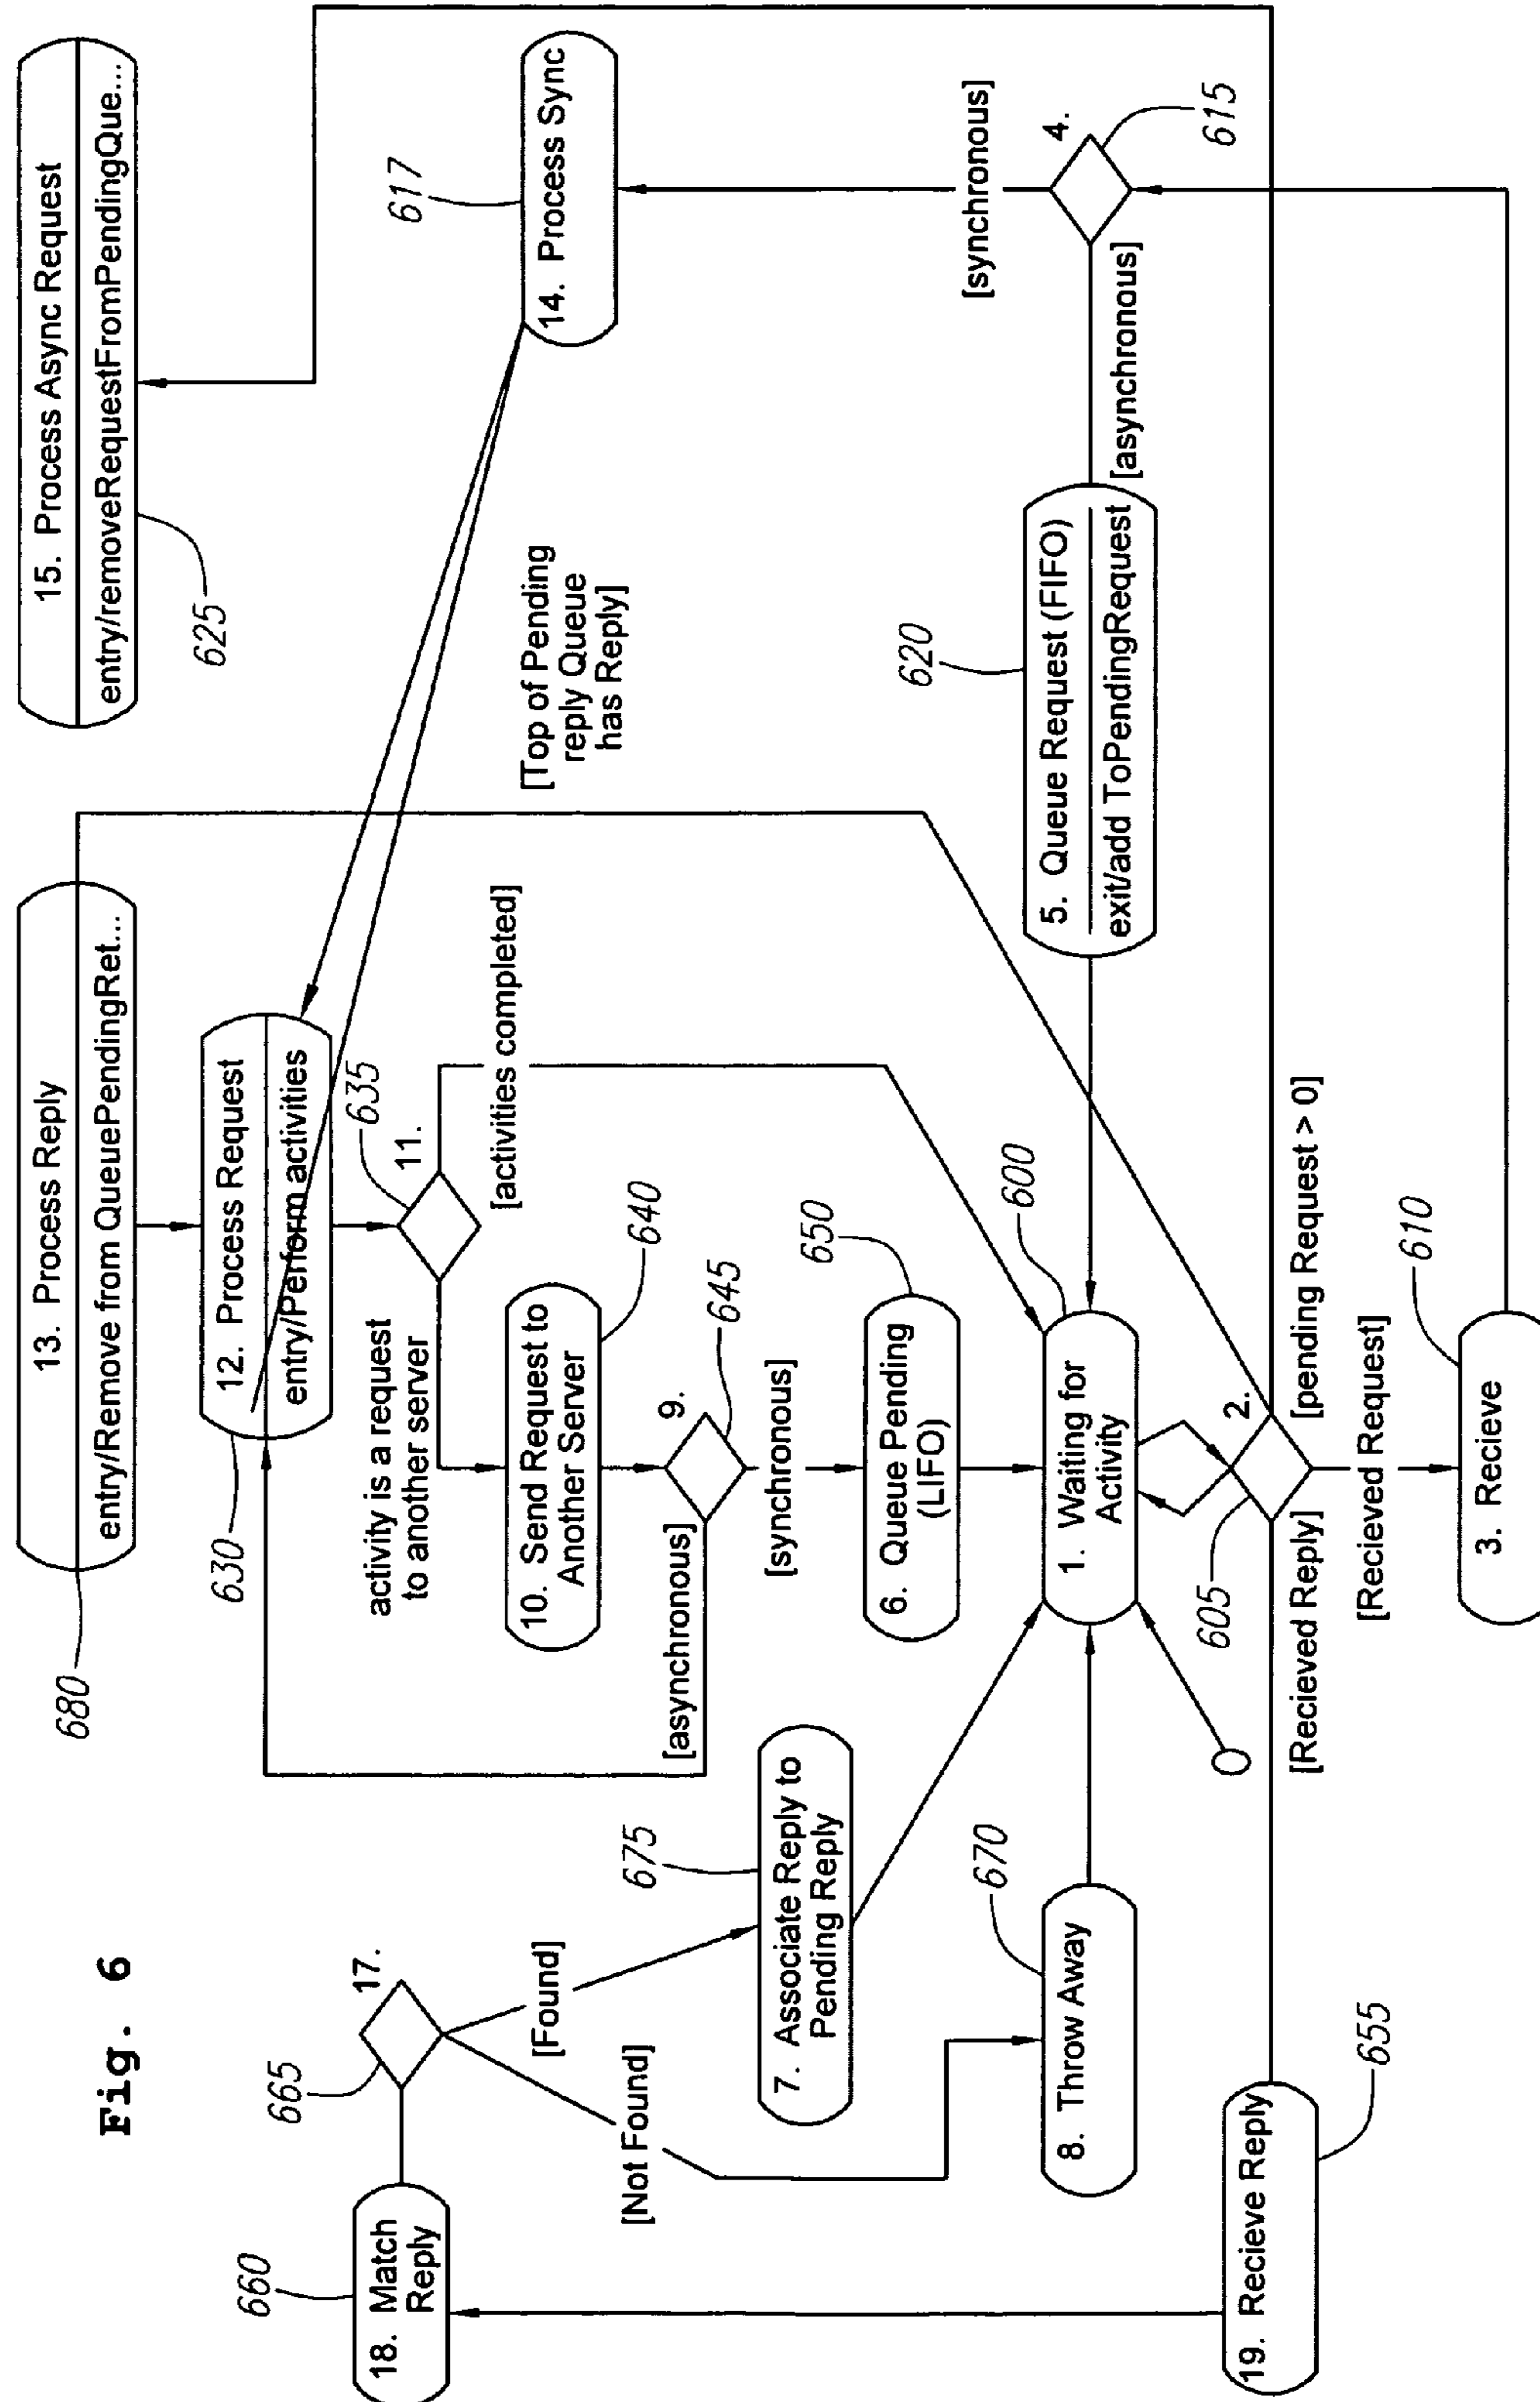 Fig. 6
680
13. Process Reply
entry/Remove from QueuePendingRet...
15. Process Async Request
entry/removeRequestFromPendingQue...
625
630
12. Process Request
entry/Perform activities
635
11.
[activities completed]
activity is a request
to another server
10. Send Request to
Another Server
640
645
9.
[asynchronous]
[synchronous]
6. Queue Pending
(LIFO)
650
[Top of Pending
reply Queue
has Reply]
617
14. Process Sync
[synchronous]
4.
615
[asynchronous]
620
5. Queue Request (FIFO)
exit/add ToPendingRequest
660
18. Match
Reply
665
17.
[Found]
[Not Found]
675
7. Associate Reply to
Pending Reply
670
8. Throw Away
600
1. Waiting for
Activity
605
2.
[pending Request > 0]
[Recieved Reply]
[Recieved Request]
19. Recieve Reply
655
610
3. Recieve